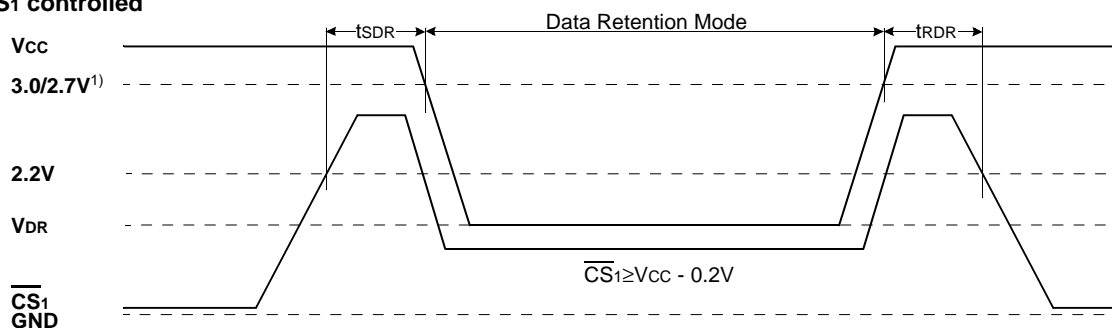 S1 controlled
tSDR
Data Retention Mode
tRDR
VCC
3.0/2.7V1)
2.2V
VDR
CS1≥VCC - 0.2V
CS1
GND